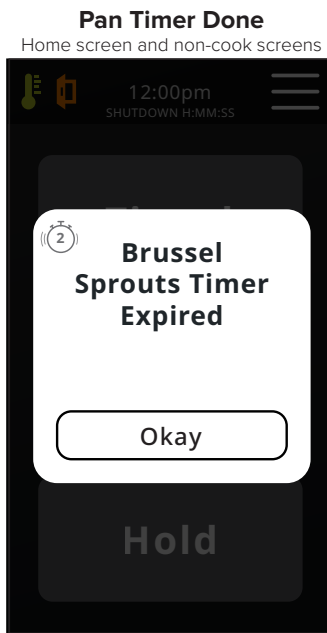 Pan Timer Done
Home screen and non-cook screens
12:00pm
SHUTDOWN H:MM:SS
2
Brussel
Sprouts Timer
Expired
Okay
Hold